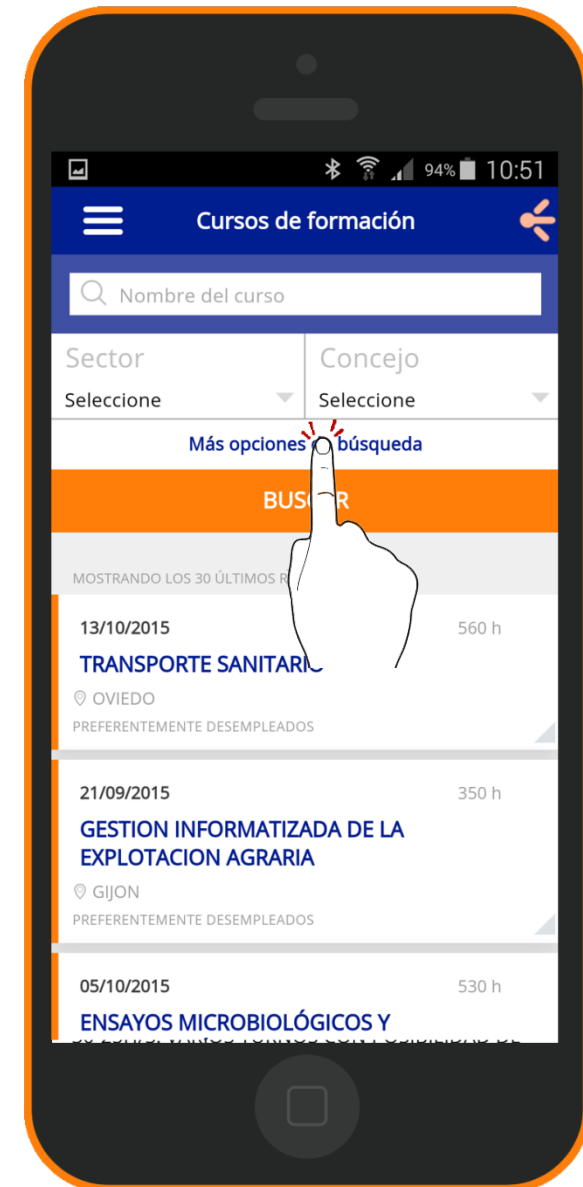 94% 10:51
Cursos de formación
Nombre del curso
Sector Concejo
Seleccione Seleccione
Más opciones búsqueda
MOSTRANDO LOS 30 ÚLTIMOS
13/10/2015 560 h
TRANSPORTE SANITARIO
OVIEDO
PREFERENTEMENTE DESEMPLEADOS
21/09/2015 350 h
GESTION INFORMATIZADA DE LA
EXPLOTACION AGRARIA
GIJON
PREFERENTEMENTE DESEMPLEADOS
05/10/2015 530 h
ENSAYOS MICROBIOLÓGICOS Y